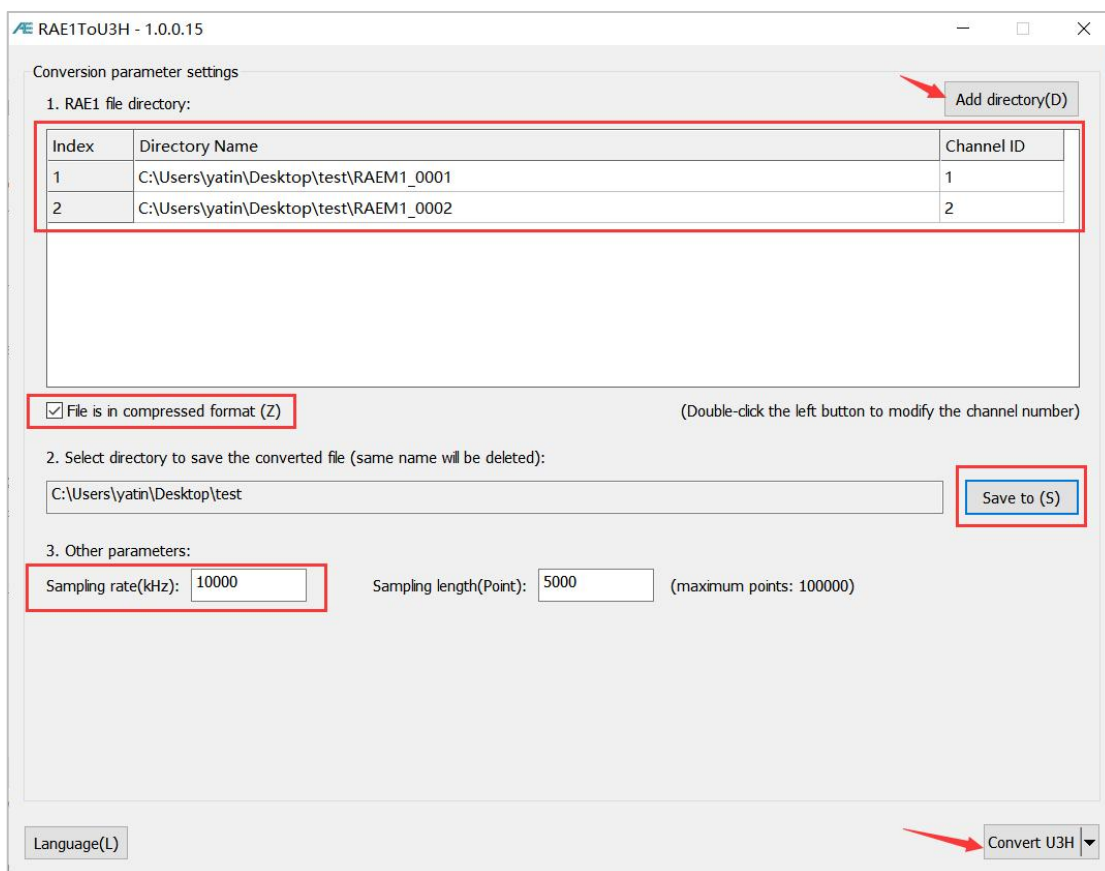 RAE1ToU3H - 1.0.0.15
Conversion parameter settings
1. RAE1 file directory:
Add directory(D)
Index Directory Name Channel ID
1 C:\Users\yatin\Desktop\test\RAEM1_0001 1
2 C:\Users\yatin\Desktop\test\RAEM1_0002 2
File is in compressed format (Z) (Double-click the left button to modify the channel number)
2. Select directory to save the converted file (same name will be deleted):
C:\Users\yatin\Desktop\test Save to (S)
3. Other parameters:
Sampling rate(kHz): 10000 Sampling length(Point): 5000 (maximum points: 100000)
Language(L) Convert U3H